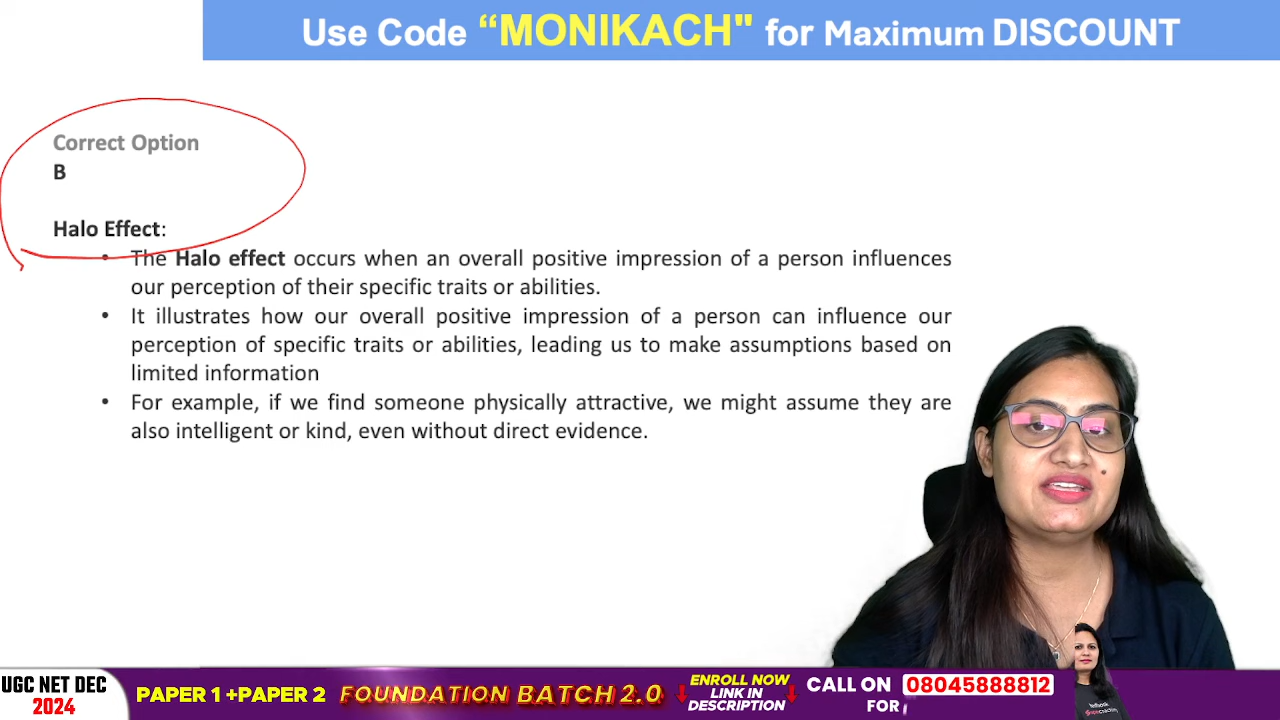 Use Code “MONIKACH" for Maximum DISCOUNT
Correct Option
B
Halo Effect:
• The Halo effect occurs when an overall positive impression of a person influences
our perception of their specific traits or abilities.
• It illustrates how our overall positive impression of a person can influence our
perception of specific traits or abilities, leading us to make assumptions based on
limited information
• For example, if we find someone physically attractive, we might assume they are
also intelligent or kind, even without direct evidence.
UGC NET DEC
2024
PAPER 1 +PAPER 2 FOUNDATION BATCH 2.0
ENROLL NOW
LINK IN
DESCRIPTION
CALL ON 08045888812
FOR